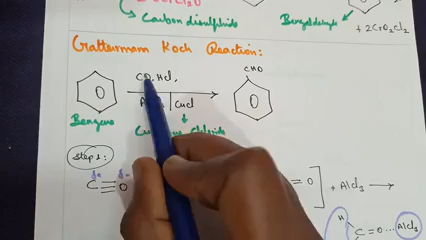 Carbon disulphide
Benzaldehyde
+ 2CrO2Cl2
Gattermann Koch Reaction:
CO, HCl,
CHO
CuCl
Benzene
Step 1:
δ+ δ-
C≡O
=O] + AlCl3 →
H
C=O...AlCl3